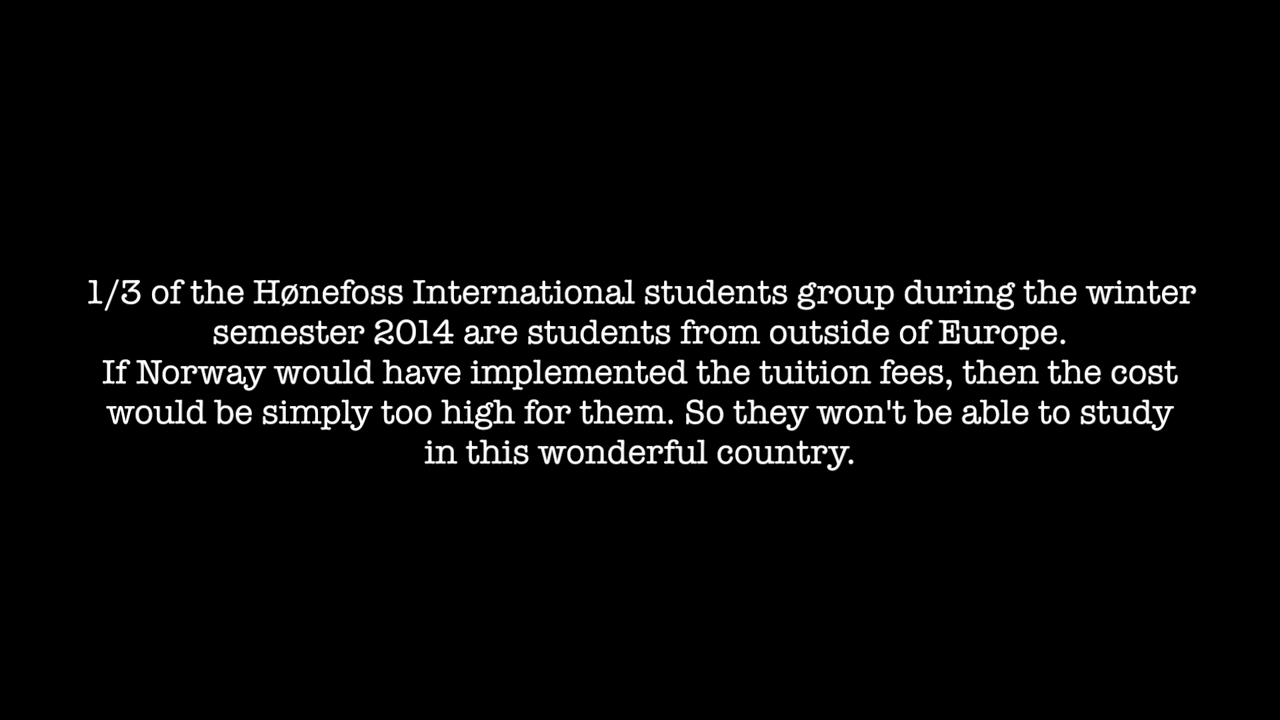 1/3 of the Hønefoss International students group during the winter
semester 2014 are students from outside of Europe.
If Norway would have implemented the tuition fees, then the cost
would be simply too high for them. So they won't be able to study
in this wonderful country.